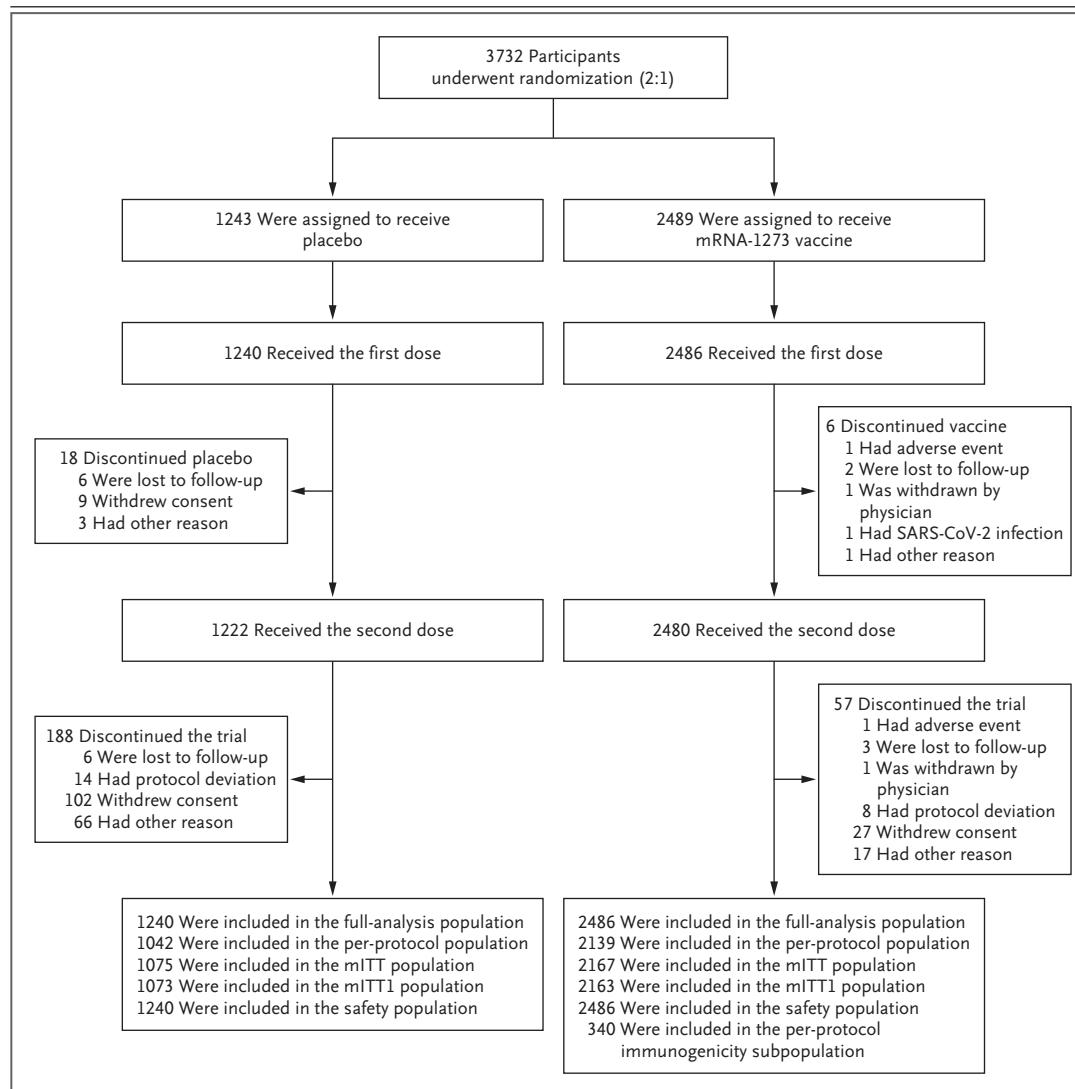 3732 Participants
underwent randomization (2:1)
1243 Were assigned to receive
placebo
2489 Were assigned to receive
mRNA-1273 vaccine
1240 Received the first dose
2486 Received the first dose
18 Discontinued placebo
6 Were lost to follow-up
9 Withdrew consent
3 Had other reason
6 Discontinued vaccine
1 Had adverse event
2 Were lost to follow-up
1 Was withdrawn by
physician
1 Had SARS-CoV-2 infection
1 Had other reason
1222 Received the second dose
2480 Received the second dose
188 Discontinued the trial
6 Were lost to follow-up
14 Had protocol deviation
102 Withdrew consent
66 Had other reason
57 Discontinued the trial
1 Had adverse event
3 Were lost to follow-up
1 Was withdrawn by
physician
8 Had protocol deviation
27 Withdrew consent
17 Had other reason
1240 Were included in the full-analysis population
1042 Were included in the per-protocol population
1075 Were included in the mITT population
1073 Were included in the mITT1 population
1240 Were included in the safety population
2486 Were included in the full-analysis population
2139 Were included in the per-protocol population
2167 Were included in the mITT population
2163 Were included in the mITT1 population
2486 Were included in the safety population
340 Were included in the per-protocol
immunogenicity subpopulation